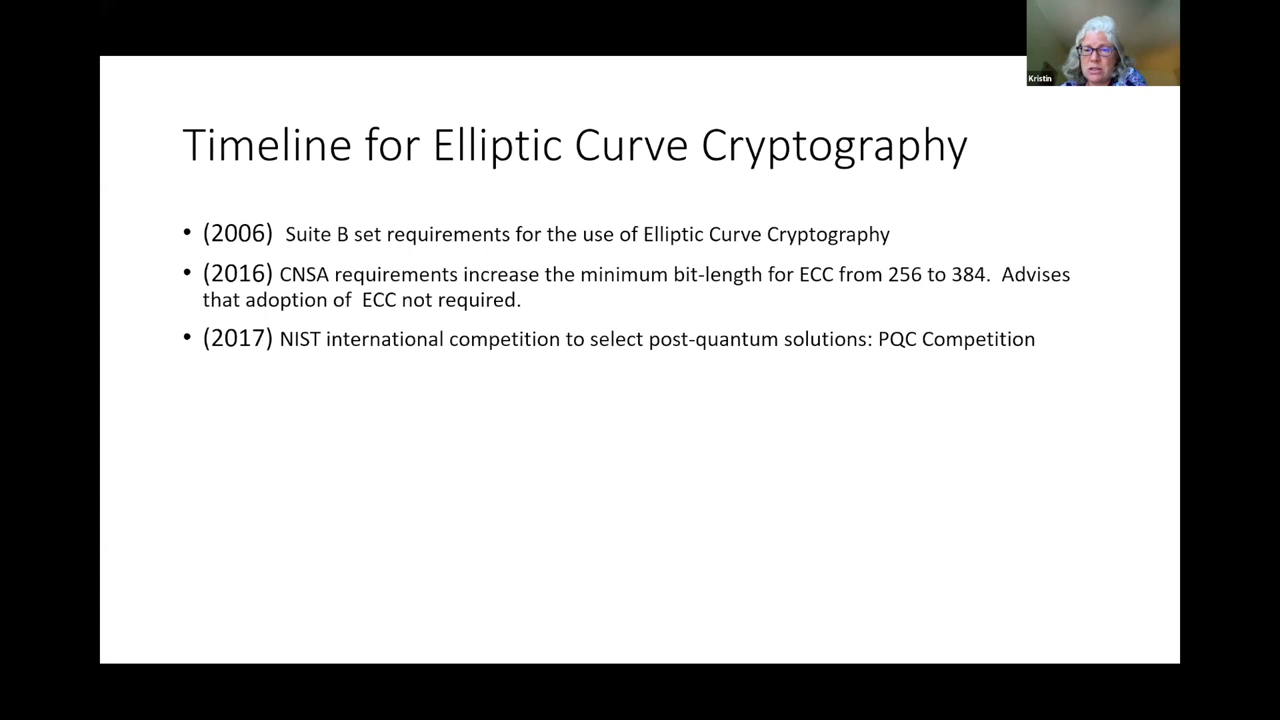 Kristin
Timeline for Elliptic Curve Cryptography
• (2006) Suite B set requirements for the use of Elliptic Curve Cryptography
• (2016) CNSA requirements increase the minimum bit-length for ECC from 256 to 384. Advises
that adoption of ECC not required.
• (2017) NIST international competition to select post-quantum solutions: PQC Competition